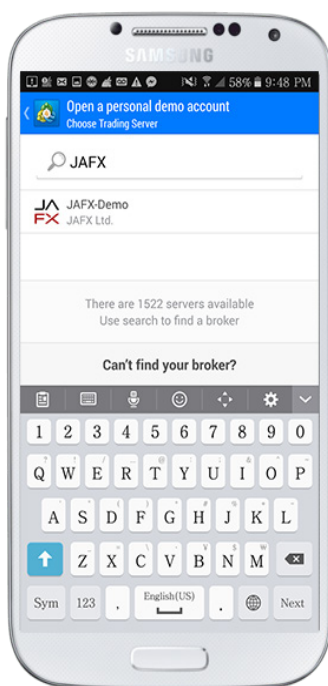 SAMSUNG
58% 9:48 PM
Open a personal demo account
Choose Trading Server
JAFX
JA
FX
JAFX-Demo
JAFX Ltd.
There are 1522 servers available
Use search to find a broker
Can't find your broker?
1 2 3 4 5 6 7 8 9 0
Q W E R T Y U I O P
A S D F G H J K L
Z X C V B N M
Sym 123 , English(US) . Next